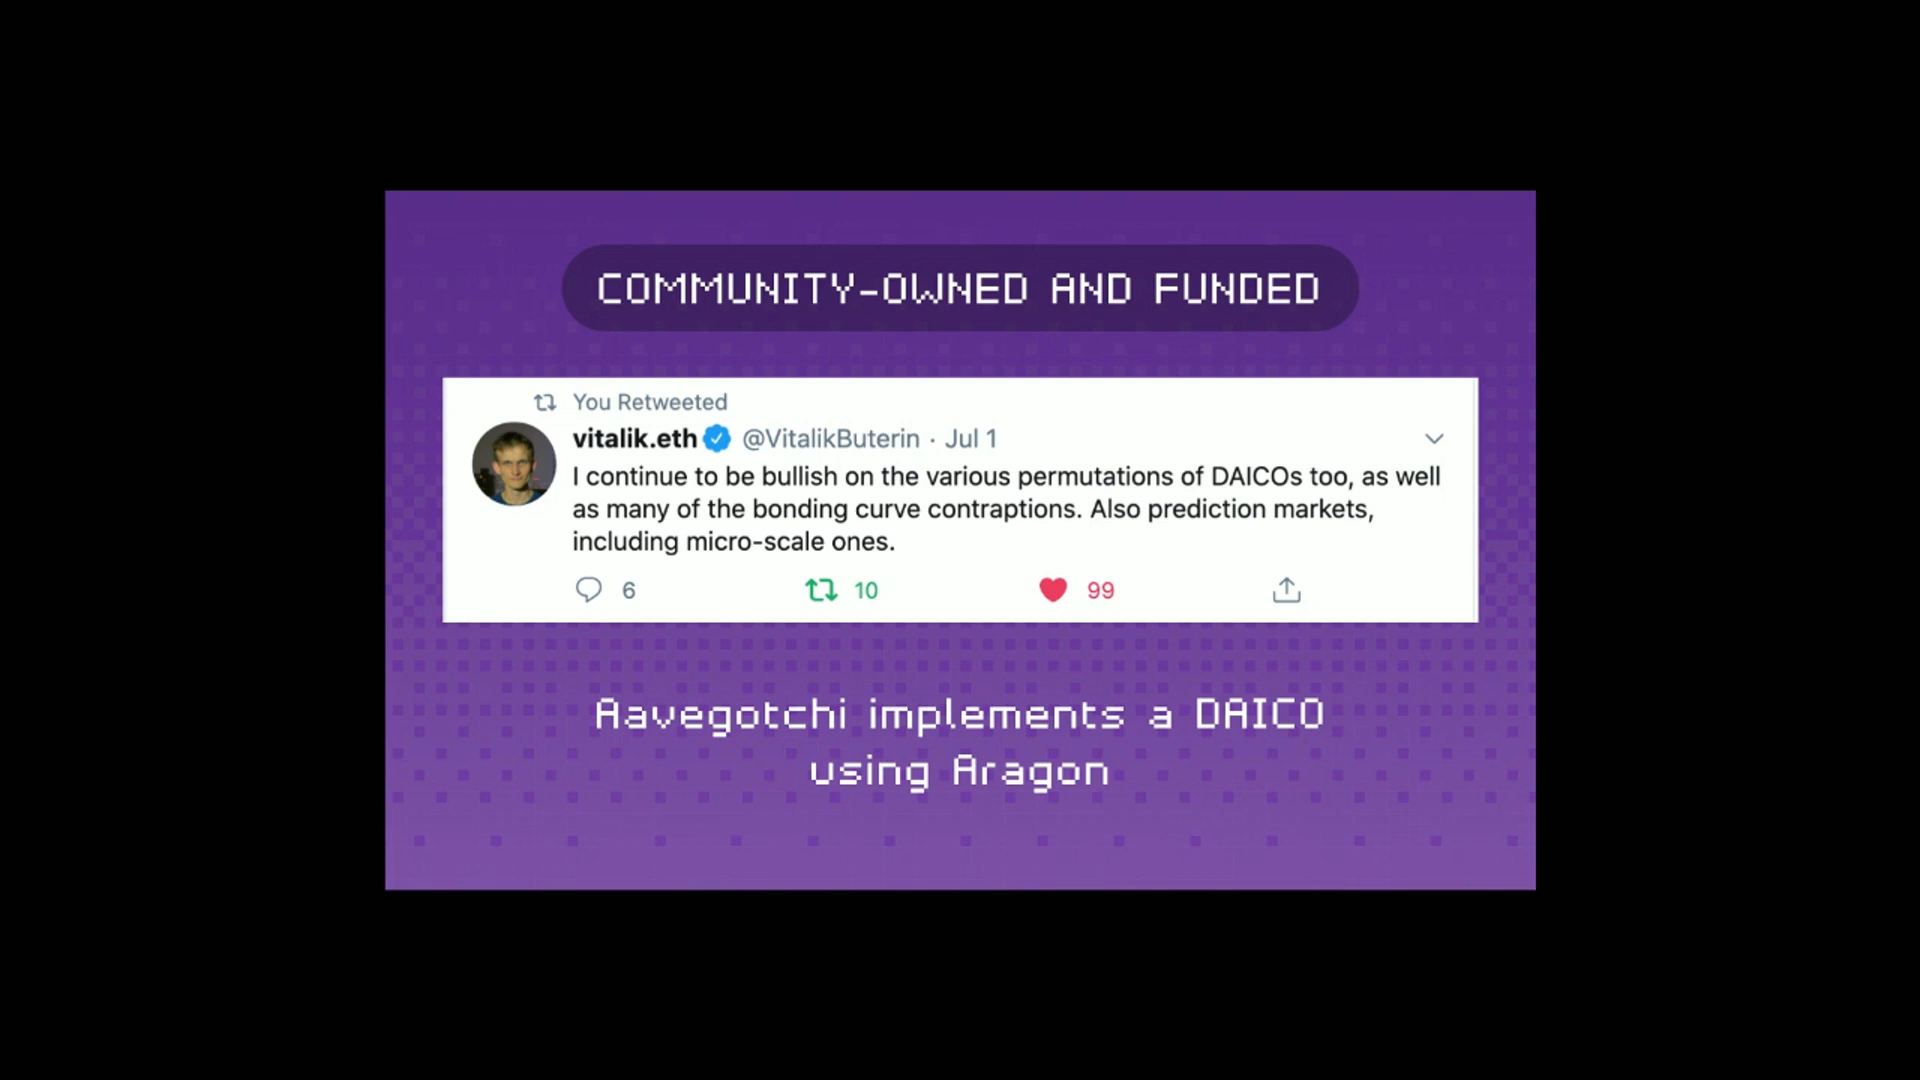 COMMUNITY-OWNED AND FUNDED
You Retweeted
vitalik.eth @VitalikButerin · Jul 1
I continue to be bullish on the various permutations of DAICOs too, as well
as many of the bonding curve contraptions. Also prediction markets,
including micro-scale ones.
6 10 99
Aavegotchi implements a DAICO
using Aragon